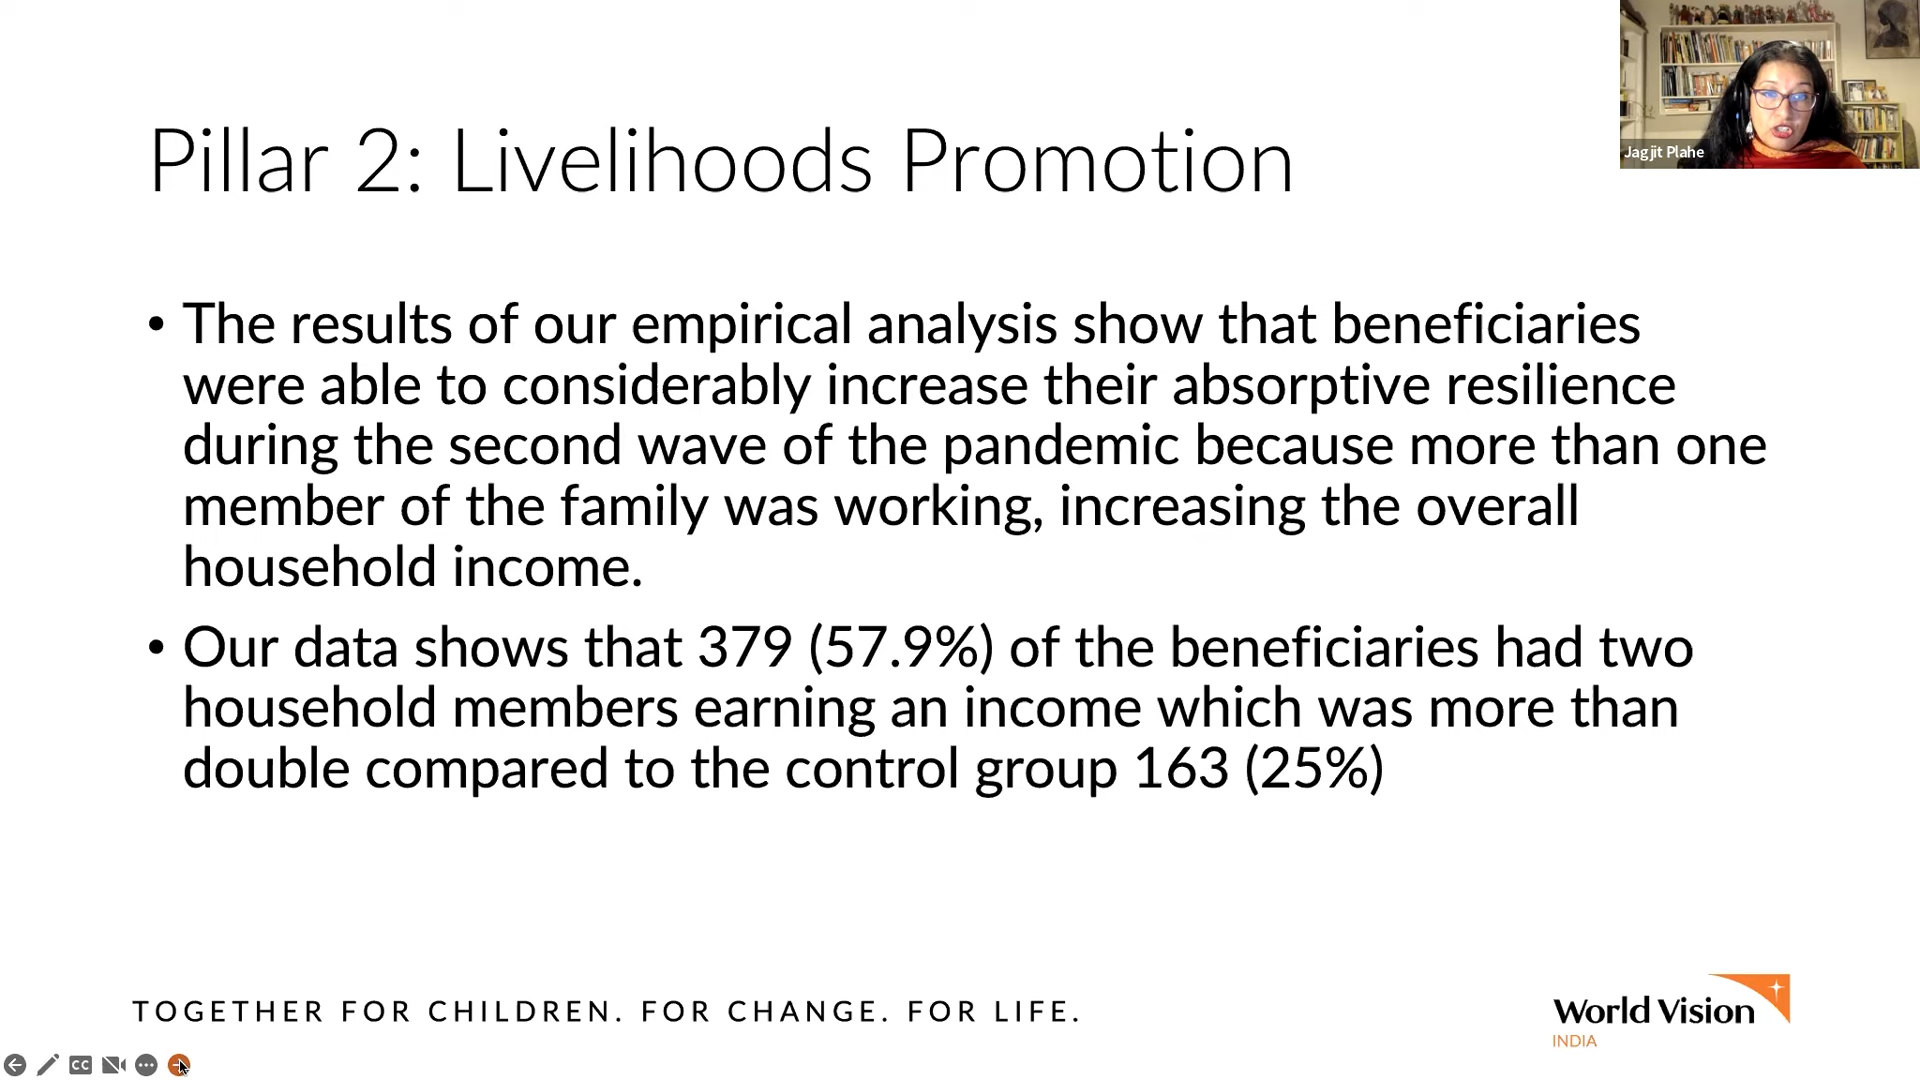 Jagjit Plahe
Pillar 2: Livelihoods Promotion
• The results of our empirical analysis show that beneficiaries
were able to considerably increase their absorptive resilience
during the second wave of the pandemic because more than one
member of the family was working, increasing the overall
household income.
• Our data shows that 379 (57.9%) of the beneficiaries had two
household members earning an income which was more than
double compared to the control group 163 (25%)
TOGETHER FOR CHILDREN. FOR CHANGE. FOR LIFE.
World Vision
INDIA
CC